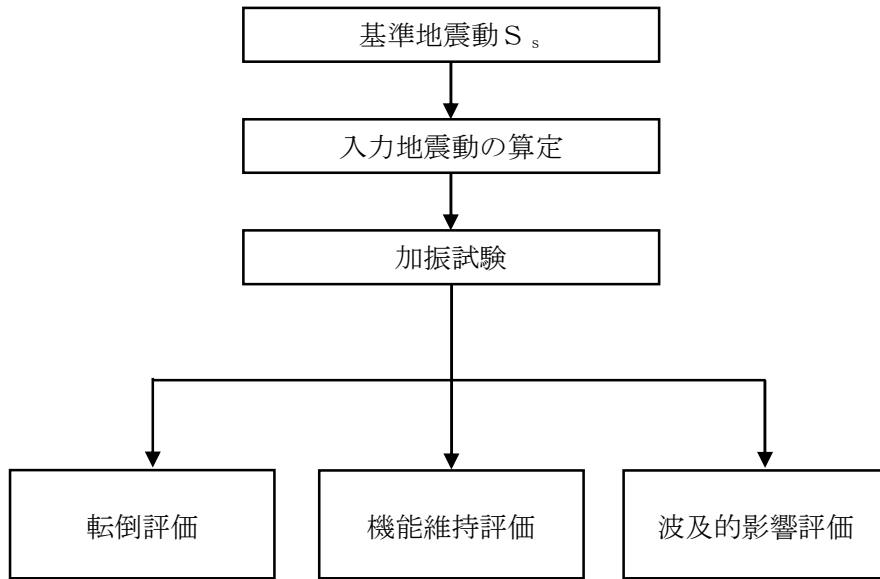 基準地震動Ｓｓ
入力地震動の算定
加振試験
転倒評価
機能維持評価
波及的影響評価